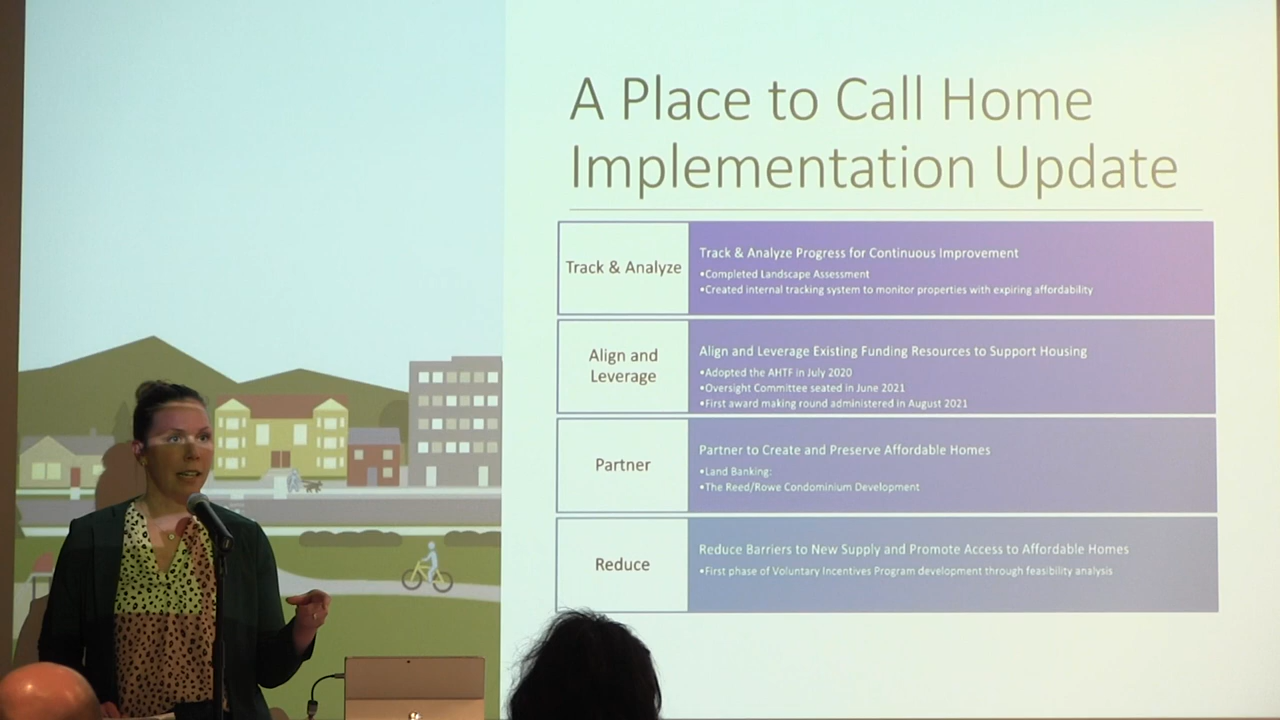 A Place to Call Home
Implementation Update
Track & Analyze
Track & Analyze Progress for Continuous Improvement
•Completed Landscape Assessment
•Created internal tracking system to monitor properties with expiring affordability
Align and
Leverage
Align and Leverage Existing Funding Resources to Support Housing
•Adopted the AHTF in July 2020
•Oversight Committee seated in June 2021
•First award making round administered in August 2021
Partner
Partner to Create and Preserve Affordable Homes
•Land Banking:
•The Reed/Rowe Condominium Development
Reduce
Reduce Barriers to New Supply and Promote Access to Affordable Homes
•First phase of Voluntary Incentives Program development through feasibility analysis